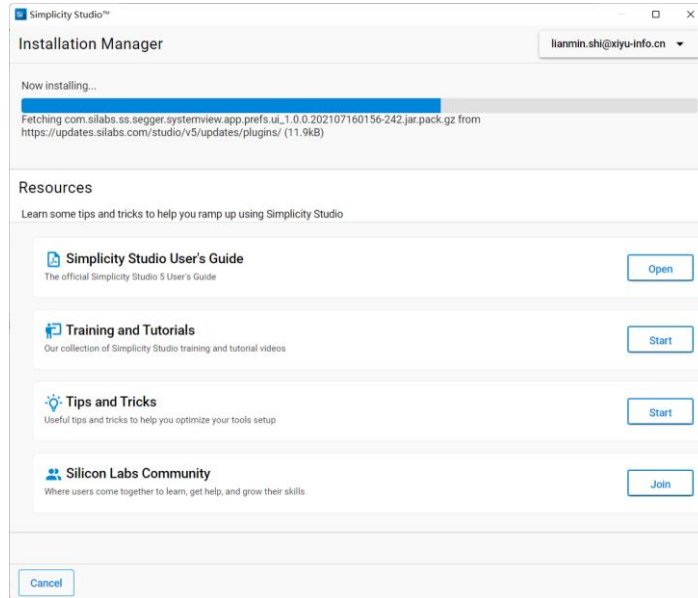 Simplicity Studio™
Installation Manager
lianmin.shi@xiyu-info.cn
Now installing...
Fetching com.silabs.ss.segger.systemview.app.prefs.ui_1.0.0.202107160156-242.jar.pack.gz from
https://updates.silabs.com/studio/v5/updates/plugins/ (11.9kB)
Resources
Learn some tips and tricks to help you ramp up using Simplicity Studio
Simplicity Studio User's Guide
The official Simplicity Studio 5 User's Guide
Open
Training and Tutorials
Our collection of Simplicity Studio training and tutorial videos
Start
Tips and Tricks
Useful tips and tricks to help you optimize your tools setup
Start
Silicon Labs Community
Where users come together to learn, get help, and grow their skills
Join
Cancel